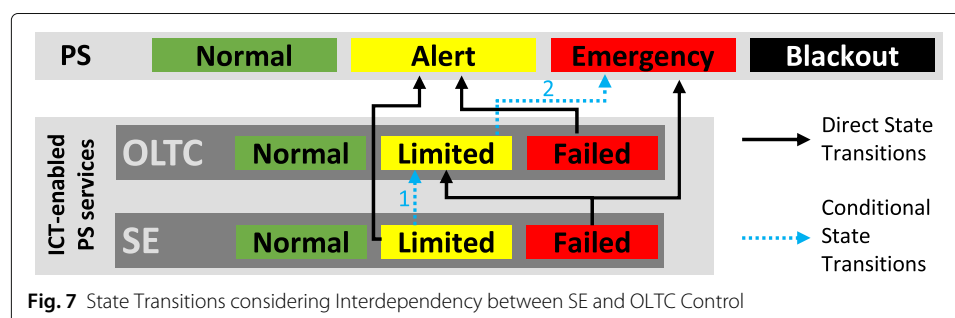 PS Normal Alert Emergency Blackout
2
ICT-enabled
PS services
OLTC Normal Limited Failed
1
SE Normal Limited Failed
Direct State
Transitions
Conditional
State
Transitions
Fig. 7 State Transitions considering Interdependency between SE and OLTC Control